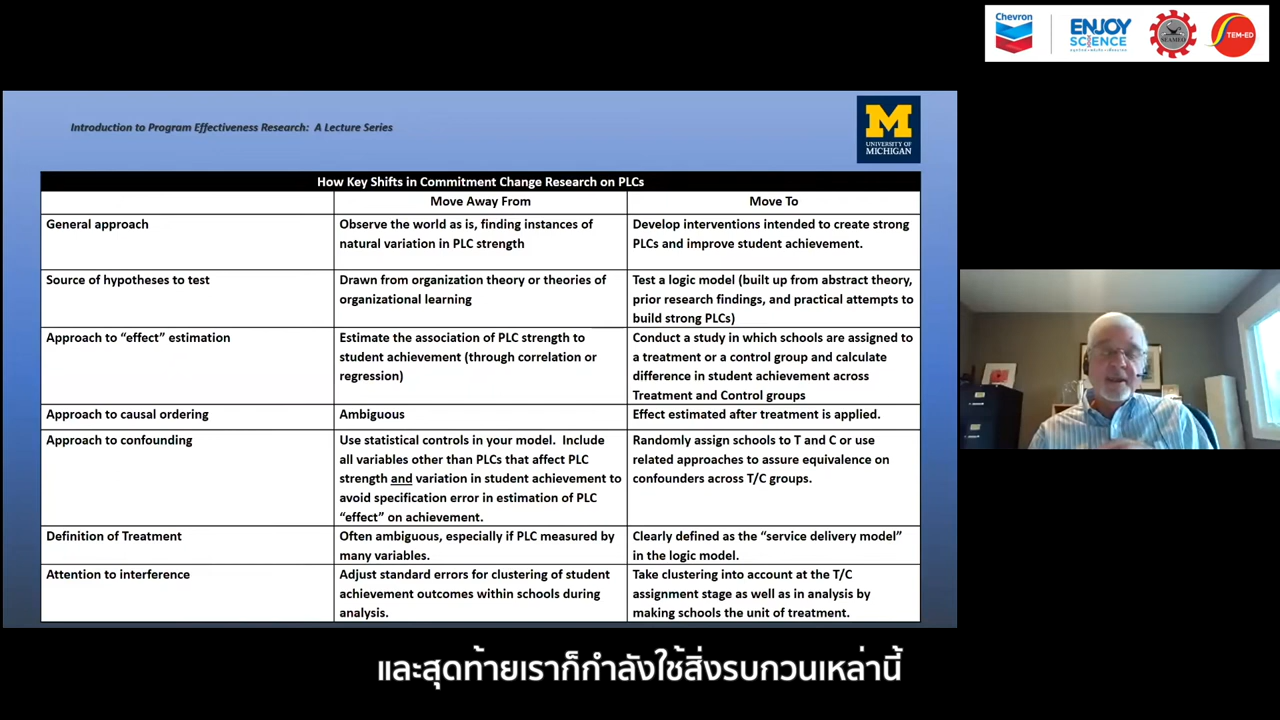 Chevron
ENJOY
SCIENCE
SEAMEO
STEM-ED
Introduction to Program Effectiveness Research: A Lecture Series
M
UNIVERSITY OF
MICHIGAN
How Key Shifts in Commitment Change Research on PLCs
Move Away From
Move To
General approach
Observe the world as is, finding instances of
natural variation in PLC strength
Develop interventions intended to create strong
PLCs and improve student achievement.
Source of hypotheses to test
Drawn from organization theory or theories of
organizational learning
Test a logic model (built up from abstract theory,
prior research findings, and practical attempts to
build strong PLCs)
Approach to “effect” estimation
Estimate the association of PLC strength to
student achievement (through correlation or
regression)
Conduct a study in which schools are assigned to
a treatment or a control group and calculate
difference in student achievement across
Treatment and Control groups
Approach to causal ordering
Ambiguous
Effect estimated after treatment is applied.
Approach to confounding
Use statistical controls in your model. Include
all variables other than PLCs that affect PLC
strength and variation in student achievement to
avoid specification error in estimation of PLC
“effect” on achievement.
Randomly assign schools to T and C or use
related approaches to assure equivalence on
confounders across T/C groups.
Definition of Treatment
Often ambiguous, especially if PLC measured by
many variables.
Clearly defined as the “service delivery model”
in the logic model.
Attention to interference
Adjust standard errors for clustering of student
achievement outcomes within schools during
analysis.
Take clustering into account at the T/C
assignment stage as well as in analysis by
making schools the unit of treatment.
และสุดท้ายเราก็กำลังใช้สิ่งรบกวนเหล่านี้